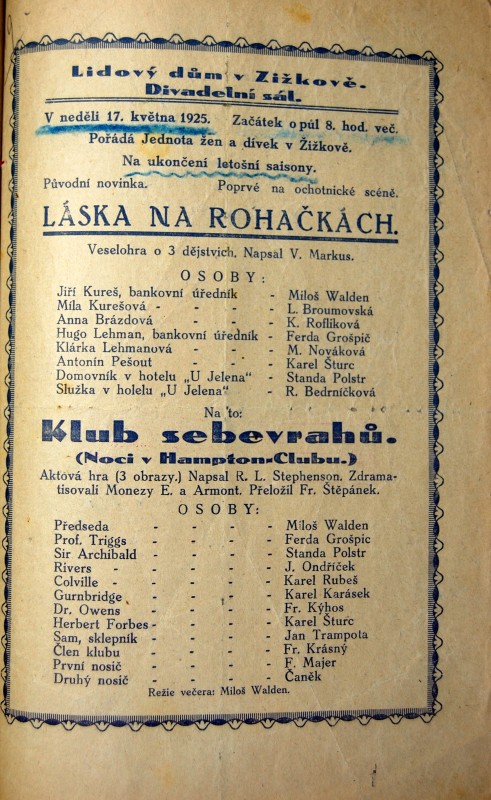 Lidový dům v Žižkově.
Divadelní sál.
V neděli 17. května 1925. Začátek o půl 8. hod. več.
Pořádá Jednota žen a dívek v Žižkově.
Na ukončení letošní saisony.
Původní novinka. Poprvé na ochotnické scéně.
LÁSKA NA ROHAČKÁCH.
Veselohra o 3 dějstvích. Napsal V. Markus.
OSOBY:
Jiří Kureš, bankovní úředník - Miloš Walden
Míla Kurešová - - - - L. Broumovská
Anna Brázdová - - - K. Rofliková
Hugo Lehman, bankovní úředník - Ferda Grošpič
Klárka Lehmanová - - - M. Nováková
Antonín Pešout - - - Karel Šturc
Domovník v hotelu „U Jelena" - Standa Polstr
Služka v holelu „U Jelena" - R. Bedrníčková
Na to:
Klub sebevrahů.
(Noci v Hampton-Clubu.)
Aktová hra (3 obrazy.) Napsal R. L. Stephenson. Zdrama-
tisovali Monezy E. a Armont. Přeložil Fr. Štěpánek.
OSOBY:
Předseda - - - - Miloš Walden
Prof. Triggs - - - - Ferda Grošpic
Sir Archibald - - - - Standa Polstr
Rivers - - - - - J. Ondříček
Colville - - - - - Karel Rubeš
Gurnbridge - - - - Karel Karásek
Dr. Owens - - - - Fr. Kýhos
Herbert Forbes - - - - Karel Šturc
Sam, sklepník - - - - Jan Trampota
Člen klubu - - - - Fr. Krásný
První nosič - - - - F. Majer
Druhý nosič - - - - Čaněk
Režie večera: Miloš Walden.